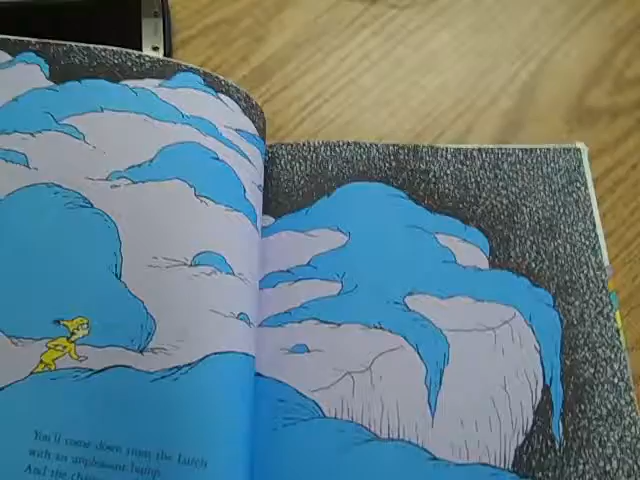 You'll come down from the Lurch
with an unpleasant bump.
And the